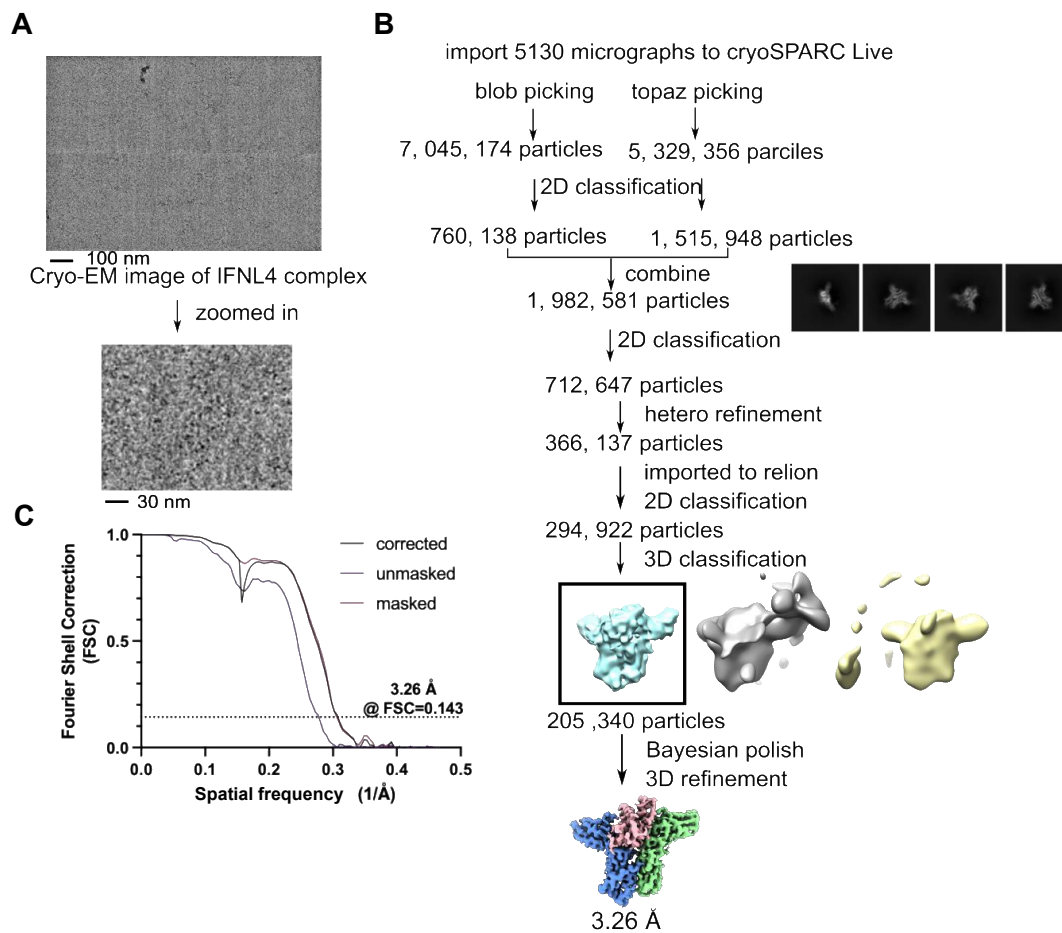 A
100 nm
Cryo-EM image of IFNL4 complex
zoomed in
30 nm
B
import 5130 micrographs to cryoSPARC Live
blob picking topaz picking
7, 045, 174 particles 5, 329, 356 parciles
2D classification
760, 138 particles 1, 515, 948 particles
combine
1, 982, 581 particles
2D classification
712, 647 particles
hetero refinement
366, 137 particles
imported to relion
2D classification
294, 922 particles
3D classification
205 ,340 particles
Bayesian polish
3D refinement
3.26 Å
C
Fourier Shell Correction
(FSC)
1.0
0.5
0.0
corrected
unmasked
masked
3.26 Å
@ FSC=0.143
0.0 0.1 0.2 0.3 0.4 0.5
Spatial frequency (1/Å)